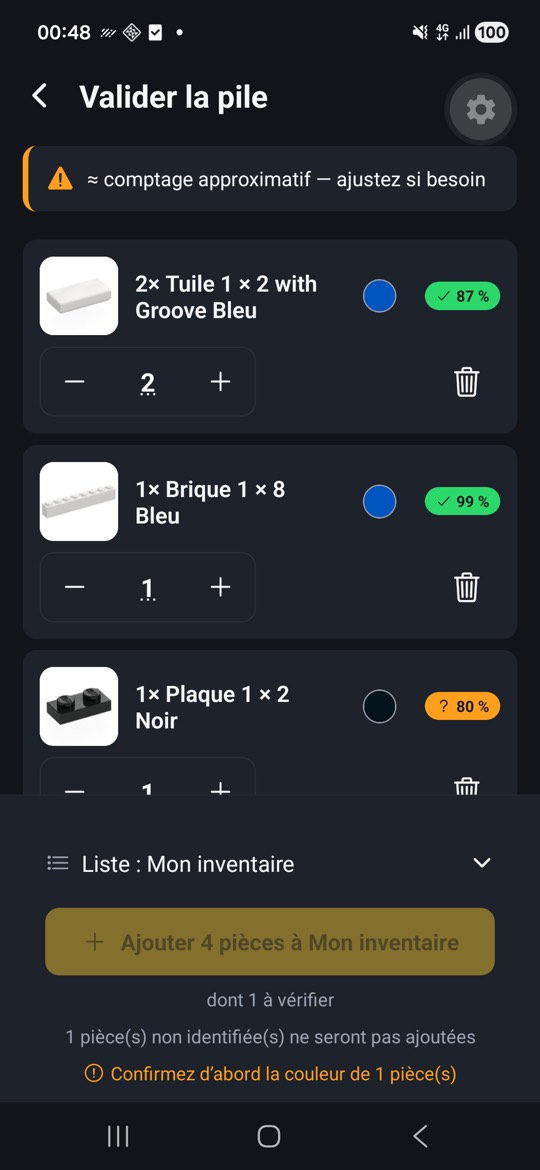 00:48
4G
100
Valider la pile
≈ comptage approximatif — ajustez si besoin
2× Tuile 1 × 2 with
Groove Bleu
✓ 87 %
− 2 +
1× Brique 1 × 8
Bleu
✓ 99 %
− 1 +
1× Plaque 1 × 2
Noir
? 80 %
− 1 +
Liste : Mon inventaire
+ Ajouter 4 pièces à Mon inventaire
dont 1 à vérifier
1 pièce(s) non identifiée(s) ne seront pas ajoutées
Confirmez d’abord la couleur de 1 pièce(s)